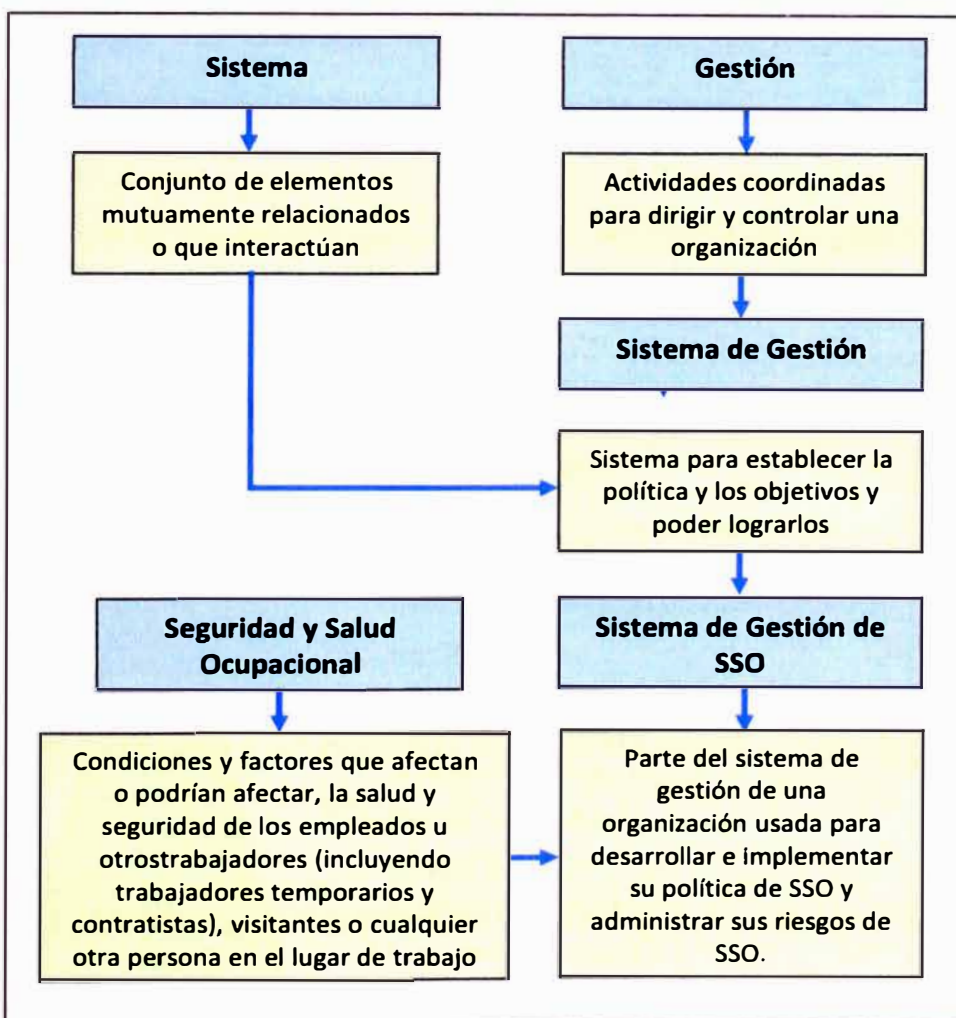 Sistema
Conjunto de elementos
mutuamente relacionados
o que interactúan
Gestión
Actividades coordinadas
para dirigir y controlar una
organización
Sistema de Gestión
Sistema para establecer la
política y los objetivos y
poder lograrlos
Seguridad y Salud
Ocupacional
Condiciones y factores que afectan
o podrían afectar, la salud y
seguridad de los empleados u
otrostrabajadores (incluyendo
trabajadores temporarios y
contratistas), visitantes o cualquier
otra persona en el lugar de trabajo
Sistema de Gestión de
SSO
Parte del sistema de
gestión de una
organización usada para
desarrollar e implementar
su política de SSO y
administrar sus riesgos de
SSO.